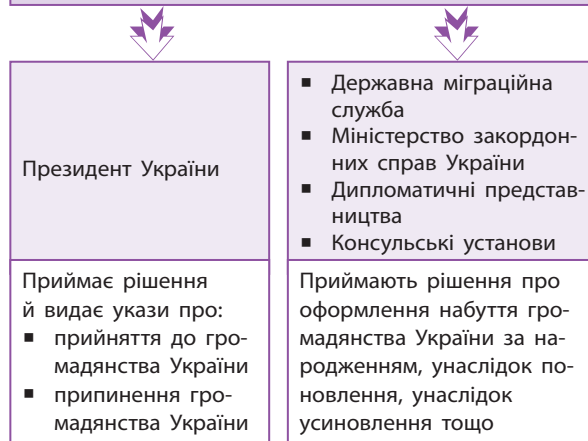 Президент України
▪ Державна міграційна
служба
▪ Міністерство закордон-
них справ України
▪ Дипломатичні представ-
ництва
▪ Консульські установи
Приймає рішення
й видає укази про:
▪ прийняття до гро-
мадянства України
▪ припинення гро-
мадянства України
Приймають рішення про
оформлення набуття гро-
мадянства України за на-
родженням, унаслідок по-
новлення, унаслідок
усиновлення тощо